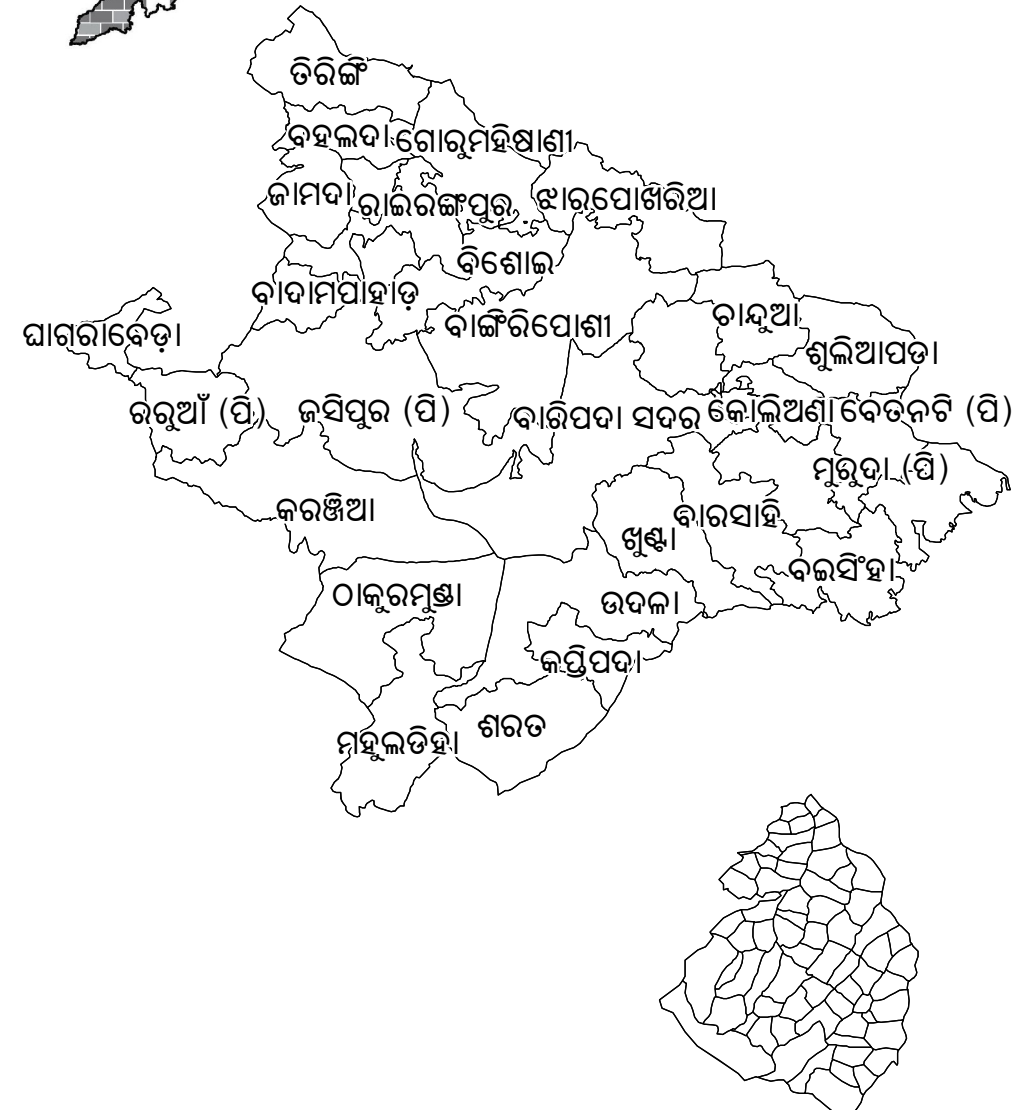 ତିରିଙ୍ଗି
ବହଲଦା
ଗୋରୁମହିଷାଣୀ
ଜାମଦା
ରାଇରଙ୍ଗପୁର
ଝାରପୋଖରିଆ
ବିଶୋଇ
ବାଦାମପାହାଡ଼
ବାଙ୍ଗିରିପୋଶୀ
ଚାନ୍ଦୁଆ
ଘାଗରାବେଡ଼ା
ଶୁଲିଆପଡା
ରରୁଆଁ (ପି)
ଜସିପୁର (ପି)
ବାରିପଦା ସଦର
କୋଲିଅଣା
ବେତନଟି (ପି)
ମୁରୁଦା (ପି)
କରଞ୍ଜିଆ
ବାରସାହି
ଖୁଣ୍ଟା
ବଇସିଂହା
ଠାକୁରମୁଣ୍ଡା
ଉଦଳା
କପ୍ତିପଦା
ଶରତ
ମହୁଲଡିହା